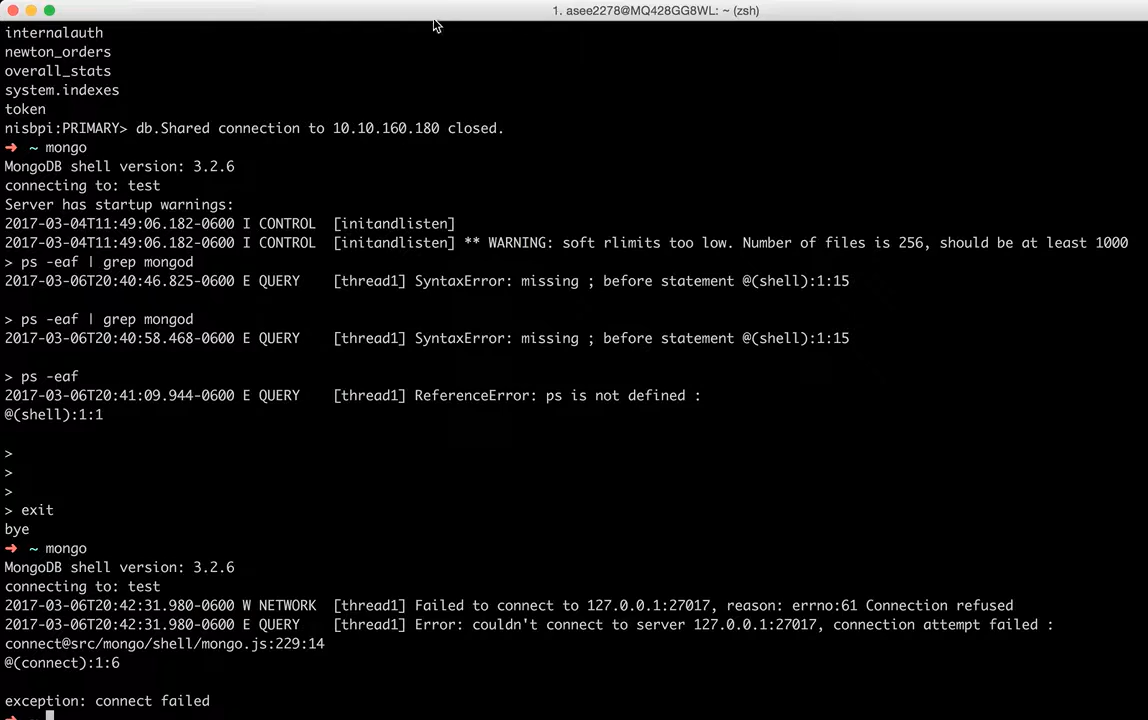 1. asee2278@MQ428GG8WL: ~ (zsh)
internalauth
newton_orders
overall_stats
system.indexes
token
nisbpi:PRIMARY> db.Shared connection to 10.10.160.180 closed.
➜ ~ mongo
MongoDB shell version: 3.2.6
connecting to: test
Server has startup warnings:
2017-03-04T11:49:06.182-0600 I CONTROL [initandlisten]
2017-03-04T11:49:06.182-0600 I CONTROL [initandlisten] ** WARNING: soft rlimits too low. Number of files is 256, should be at least 1000
> ps -eaf | grep mongod
2017-03-06T20:40:46.825-0600 E QUERY [thread1] SyntaxError: missing ; before statement @(shell):1:15
> ps -eaf | grep mongod
2017-03-06T20:40:58.468-0600 E QUERY [thread1] SyntaxError: missing ; before statement @(shell):1:15
> ps -eaf
2017-03-06T20:41:09.944-0600 E QUERY [thread1] ReferenceError: ps is not defined :
@(shell):1:1
>
>
>
> exit
bye
➜ ~ mongo
MongoDB shell version: 3.2.6
connecting to: test
2017-03-06T20:42:31.980-0600 W NETWORK [thread1] Failed to connect to 127.0.0.1:27017, reason: errno:61 Connection refused
2017-03-06T20:42:31.980-0600 E QUERY [thread1] Error: couldn't connect to server 127.0.0.1:27017, connection attempt failed :
connect@src/mongo/shell/mongo.js:229:14
@(connect):1:6
exception: connect failed
➜ ~